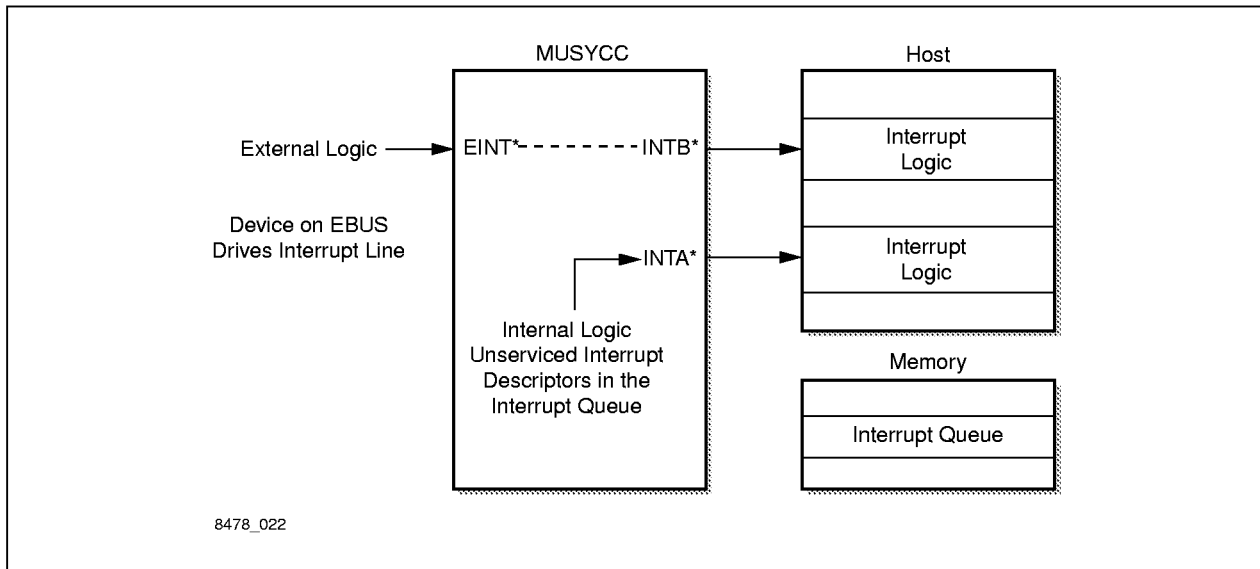 MUSYCC
Host
External Logic
EINT*
INTB*
Interrupt
Logic
Device on EBUS
Drives Interrupt Line
INTA*
Interrupt
Logic
Internal Logic
Unserviced Interrupt
Descriptors in the
Interrupt Queue
Memory
Interrupt Queue
8478_022